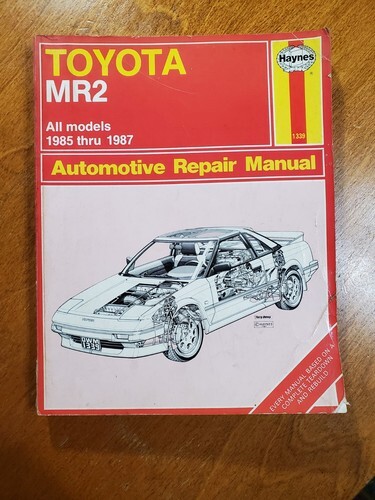 TOYOTA
MR2
All models
1985 thru 1987
Haynes
®
1339
Automotive Repair Manual
EVERY MANUAL BASED ON A
COMPLETE TEARDOWN
AND REBUILD